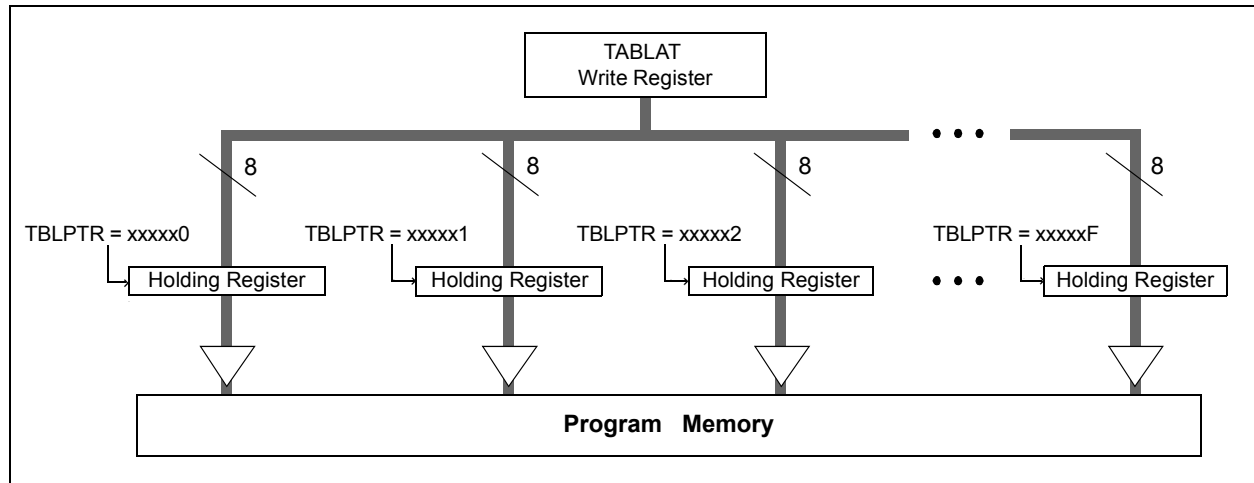 TABLAT
Write Register
8 8 8 8
TBLPTR = xxxxx0 TBLPTR = xxxxx1 TBLPTR = xxxxx2 TBLPTR = xxxxxF
Holding Register Holding Register Holding Register Holding Register
Program Memory